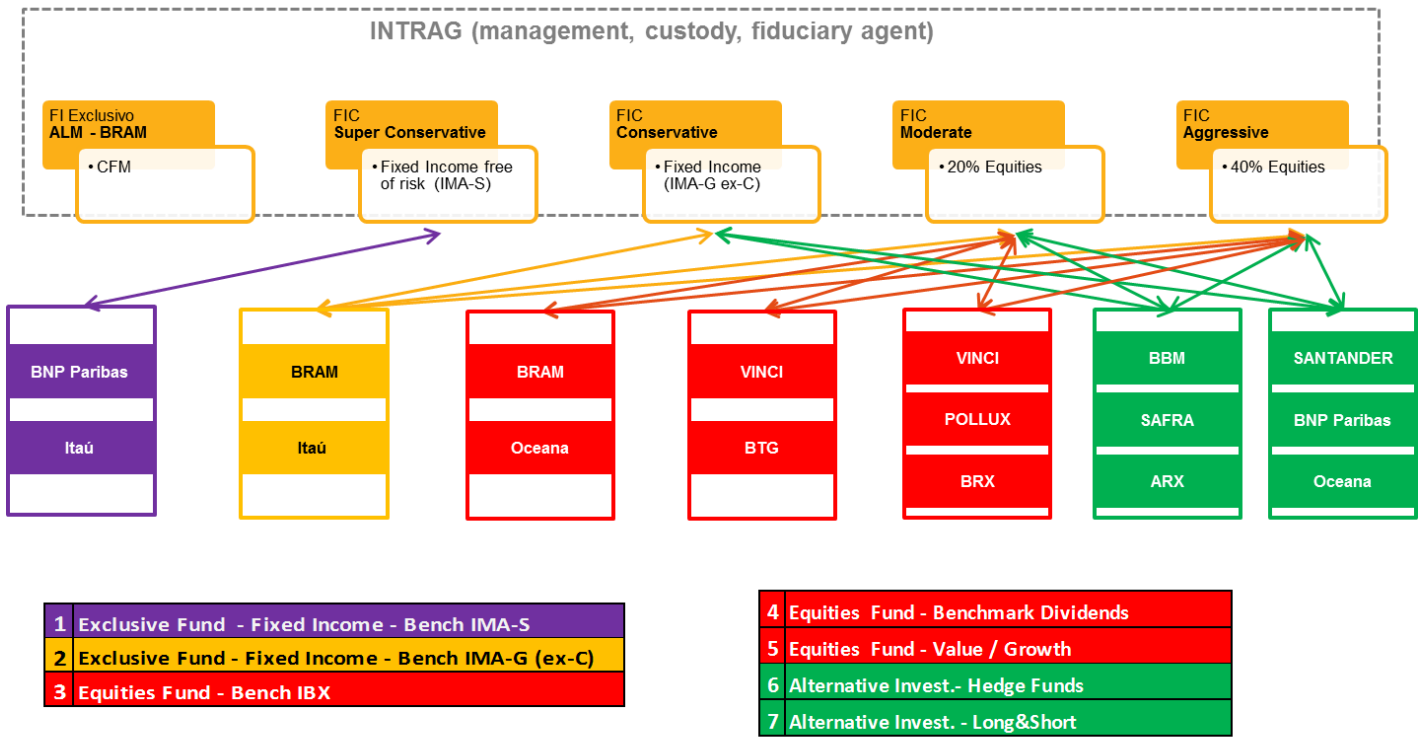 INTRAG (management, custody, fiduciary agent)
FI Exclusivo
ALM - BRAM
• CFM
FIC
Super Conservative
• Fixed Income free
of risk (IMA-S)
FIC
Conservative
• Fixed Income
(IMA-G ex-C)
FIC
Moderate
• 20% Equities
FIC
Aggressive
• 40% Equities
BNP Paribas
Itaú
BRAM
Itaú
BRAM
Oceana
VINCI
BTG
VINCI
POLLUX
BRX
BBM
SAFRA
ARX
SANTANDER
BNP Paribas
Oceana
1 Exclusive Fund - Fixed Income - Bench IMA-S
2 Exclusive Fund - Fixed Income - Bench IMA-G (ex-C)
3 Equities Fund - Bench IBX
4 Equities Fund - Benchmark Dividends
5 Equities Fund - Value / Growth
6 Alternative Invest.- Hedge Funds
7 Alternative Invest. - Long&Short